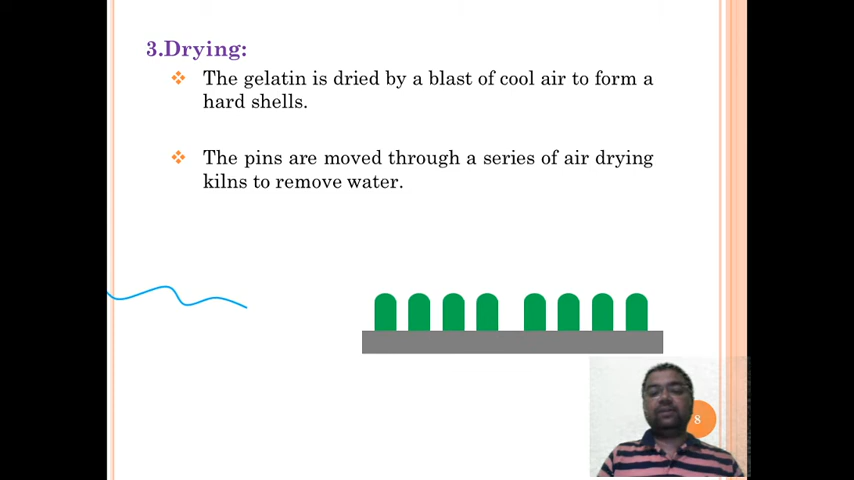 3.Drying:
The gelatin is dried by a blast of cool air to form a
hard shells.
The pins are moved through a series of air drying
kilns to remove water.
8